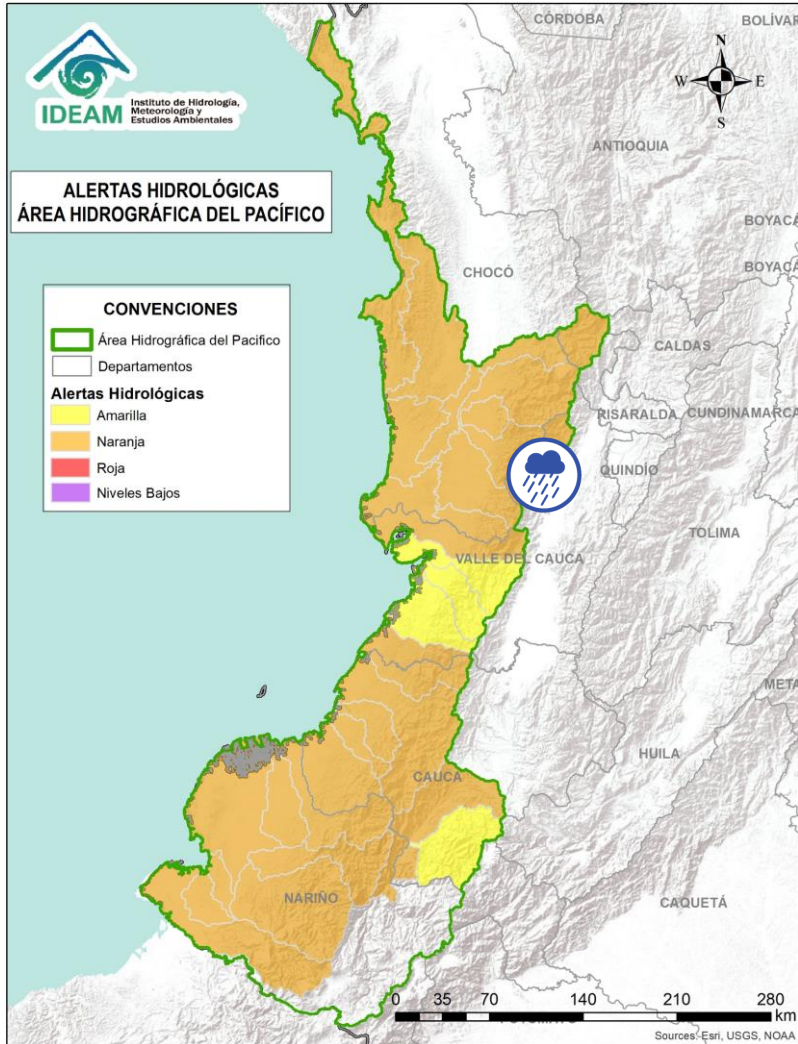 CÓRDOBA
BOLÍVAR
N
W E
S
IDEAM
Instituto de Hidrología,
Meteorología y
Estudios Ambientales
ANTIOQUIA
ALERTAS HIDROLÓGICAS
ÁREA HIDROGRÁFICA DEL PACÍFICO
BOYACÁ
BOYACÁ
CHOCÓ
CONVENCIONES
Área Hidrográfica del Pacifico
Departamentos
Alertas Hidrológicas
Amarilla
Naranja
Roja
Niveles Bajos
CALDAS
RISARALDA
CUNDINAMARCA
QUINDÍO
TOLIMA
VALLE DEL CAUCA
META
HUILA
CAUCA
NARIÑO
CAQUETÁ
0 35 70 140 210 280
km
Sources: Esri, USGS, NOAA